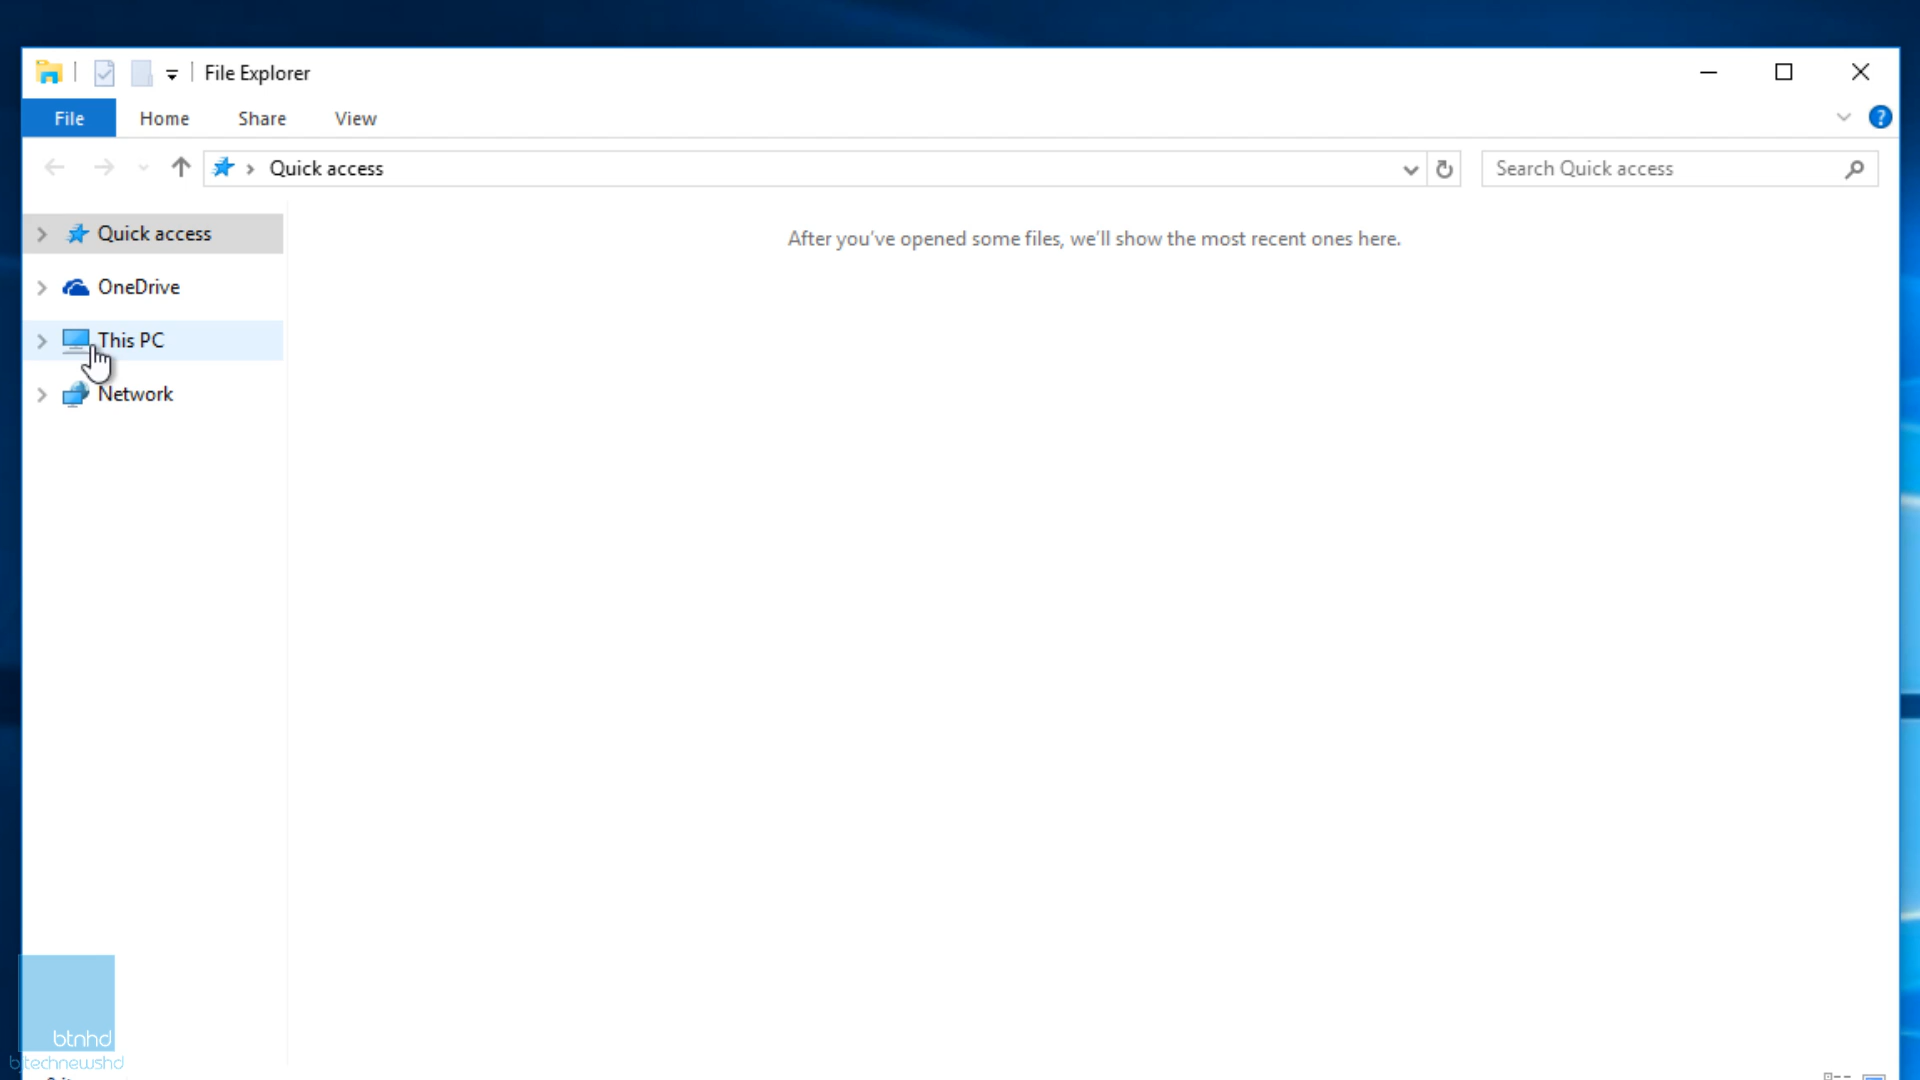 File Explorer
File Home Share View
Quick access
Search Quick access
Quick access
After you've opened some files, we'll show the most recent ones here.
OneDrive
This PC
Network
btnhd
bjtechnewshd